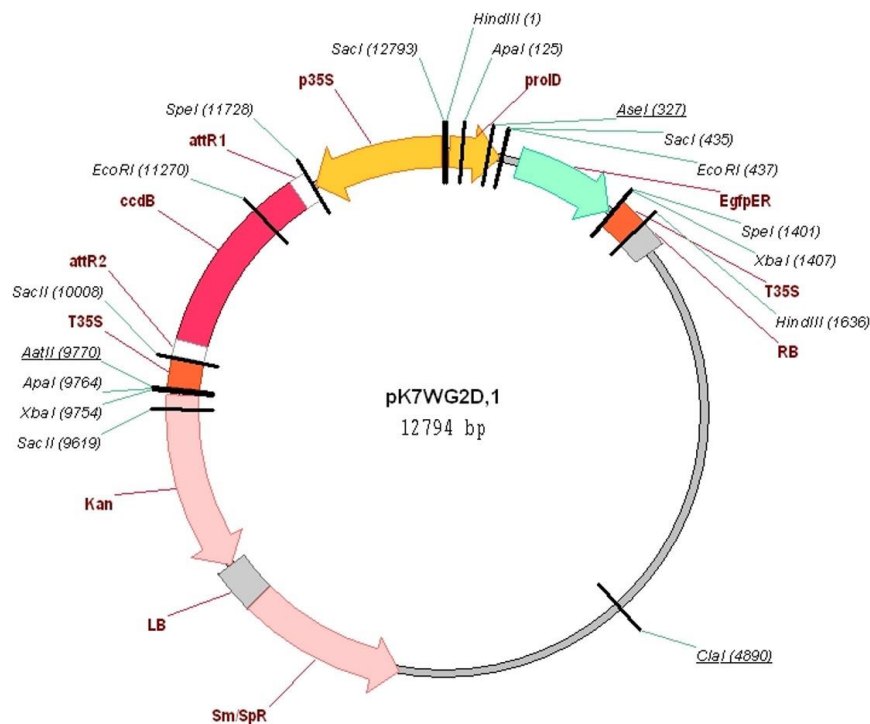 HindIII (1)
SacI (12793)
ApaI (125)
p35S
prolD
SpeI (11728)
AseI (327)
attR1
SacI (435)
EcoRI (11270)
EcoRI (437)
ccdB
EgfpER
SpeI (1401)
attR2
XbaI (1407)
SacII (10008)
T35S
T35S
HindIII (1636)
AatII (9770)
RB
ApaI (9764)
pK7WG2D,1
XbaI (9754)
12794 bp
SacII (9619)
Kan
LB
ClaI (4890)
Sm/SpR